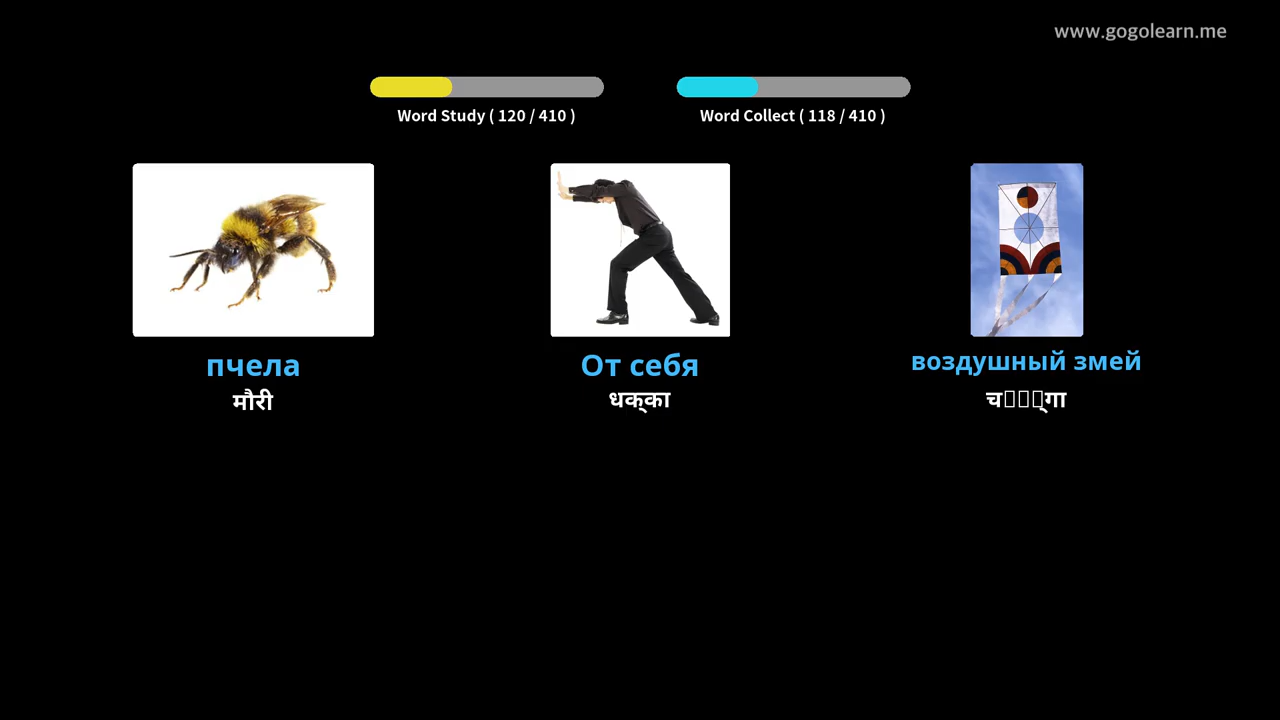 www.gogolearn.me
Word Study ( 120 / 410 )
Word Collect ( 118 / 410 )
пчела
От себя
воздушный змей
मौरी
धक्का